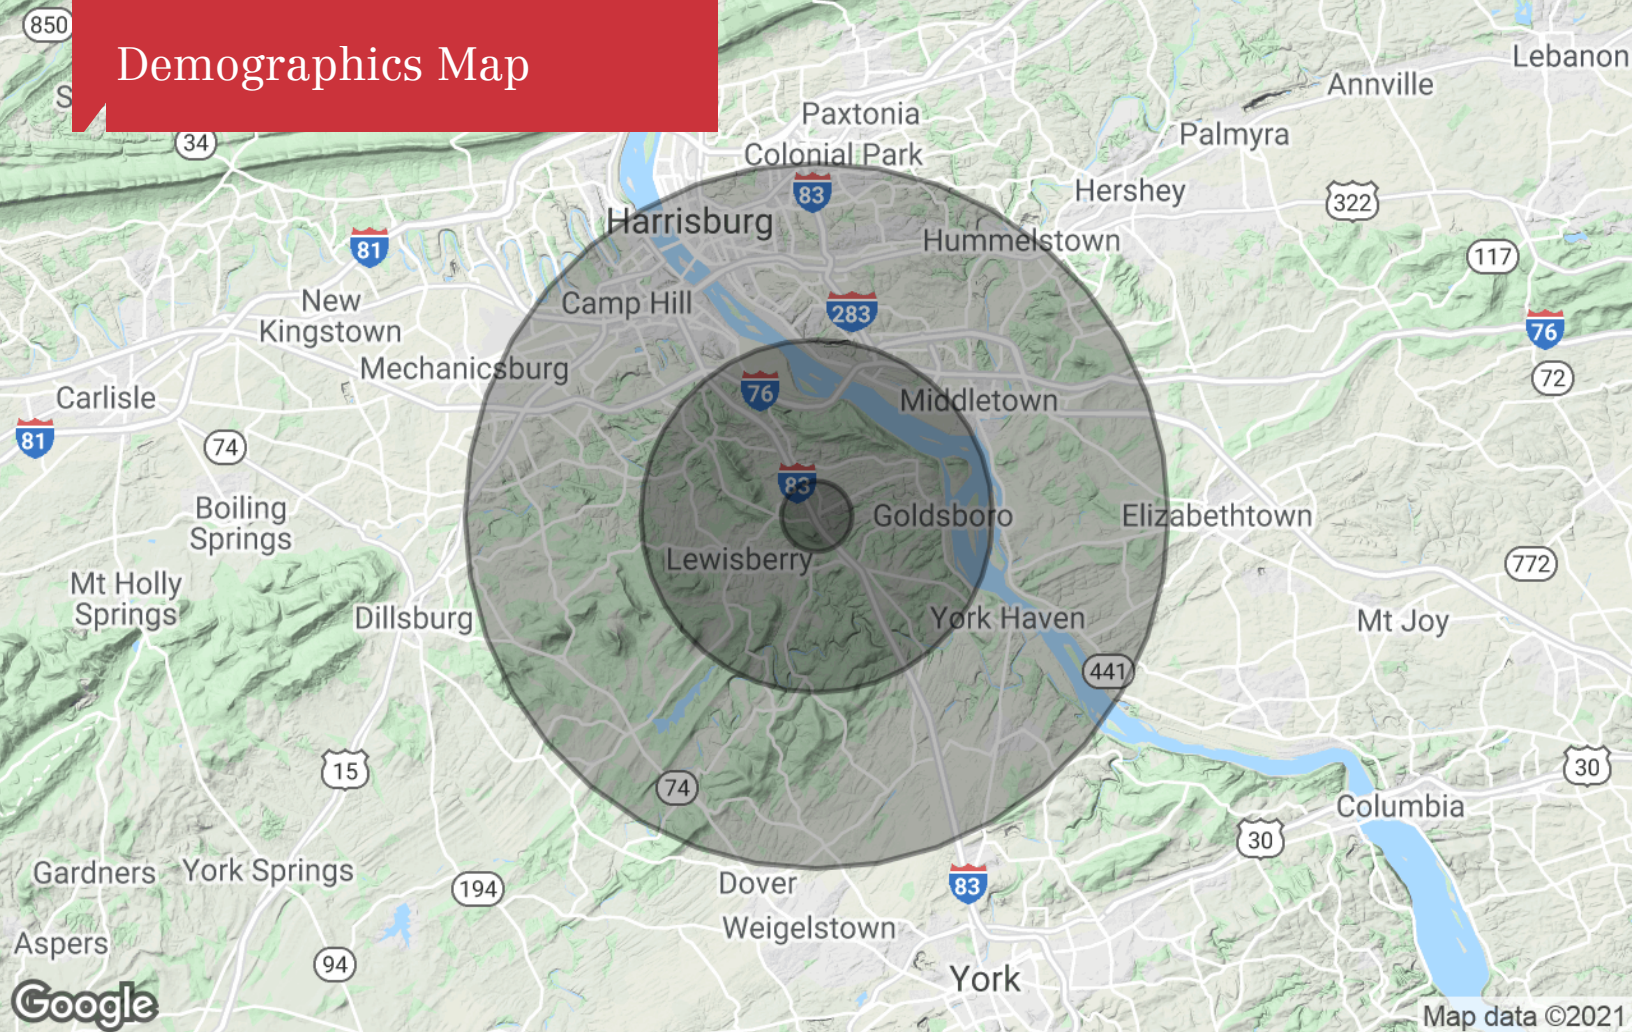 Demographics Map
850
S
34
Lebanon
Annville
Paxtonia
Palmyra
Colonial Park
83
Hershey
322
Harrisburg
81
Hummelstown
117
New
Kingstown
Camp Hill
283
76
Mechanicsburg
72
Carlisle
76
Middletown
81
74
83
Boiling
Springs
Goldsboro
Elizabethtown
Lewisberry
772
Mt Holly
Springs
Dillsburg
York Haven
Mt Joy
441
15
30
74
Columbia
30
Gardners
York Springs
194
Dover
83
Weigelstown
Aspers
94
York
Google
Map data ©2021